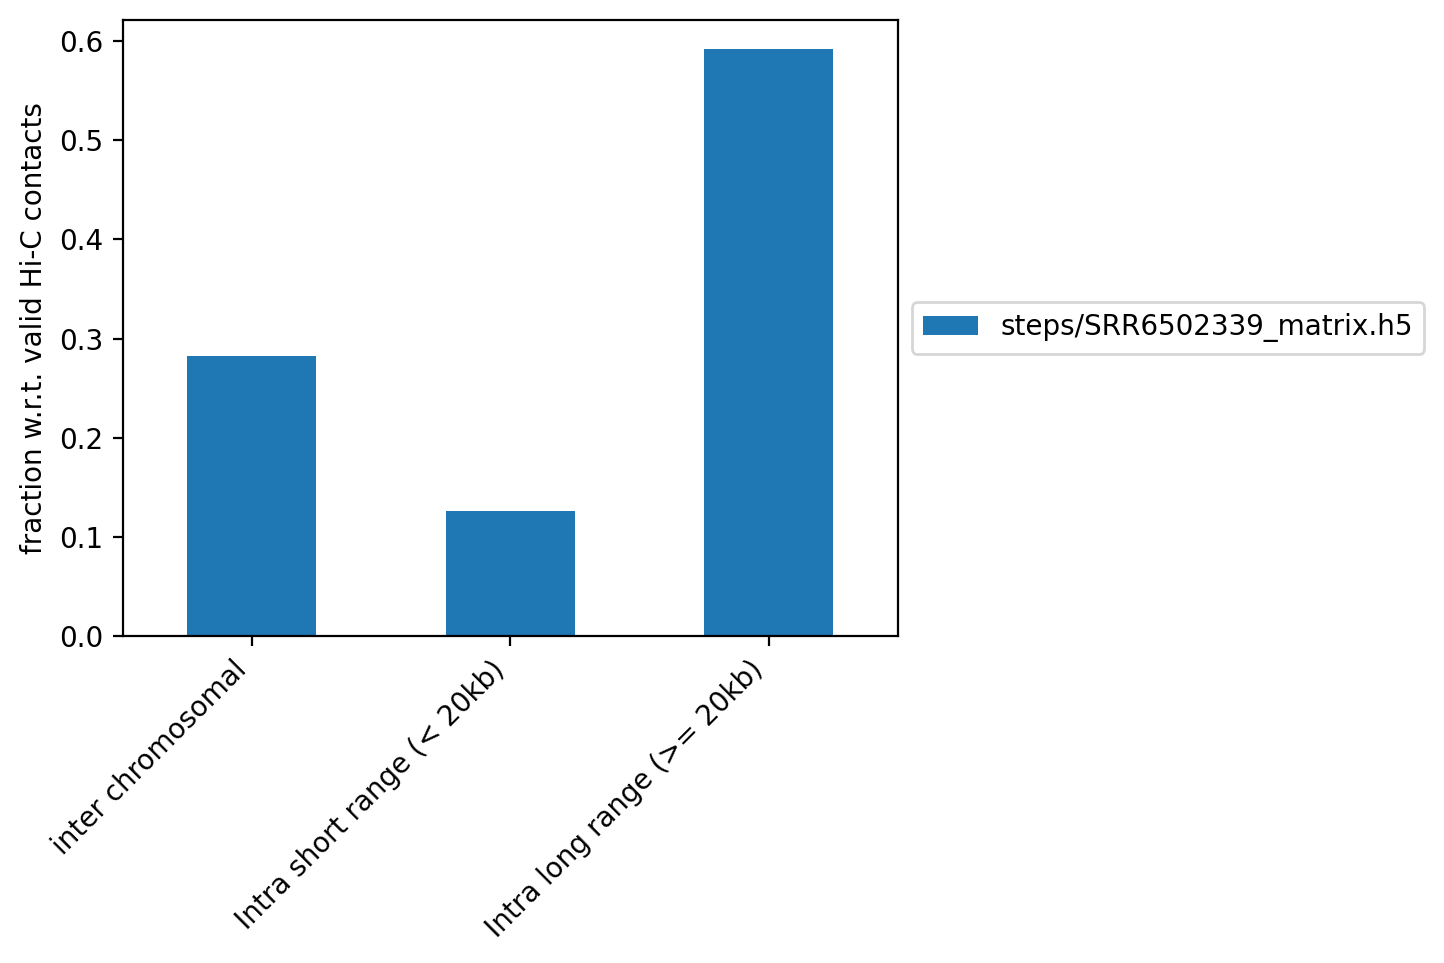 0.6
0.5
0.4
0.3
0.2
0.1
0.0
fraction w.r.t. valid Hi-C contacts
inter chromosomal
Intra short range (< 20kb)
Intra long range (>= 20kb)
steps/SRR6502339_matrix.h5